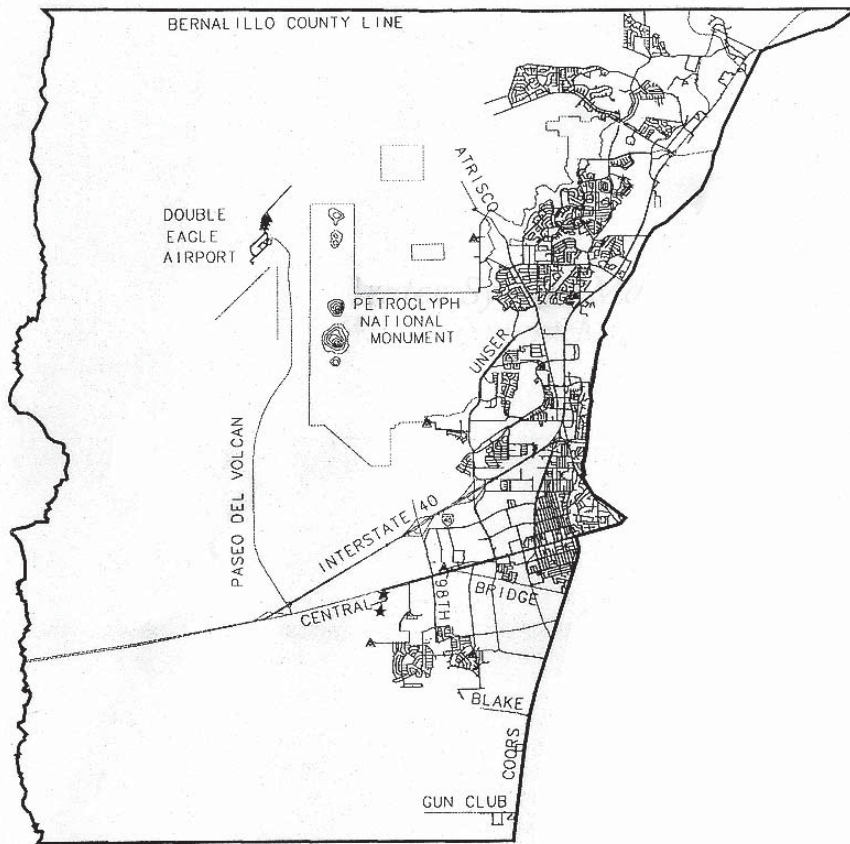 BERNALILLO COUNTY LINE
ATRISCO
DOUBLE
EAGLE
AIRPORT
PETROCLYPH
NATIONAL
MONUMENT
UNSER
PASEO DEL VOLCAN
INTERSTATE 40
CENTRAL
98TH
BRIDGE
BLAKE
COORS
GUN CLUB